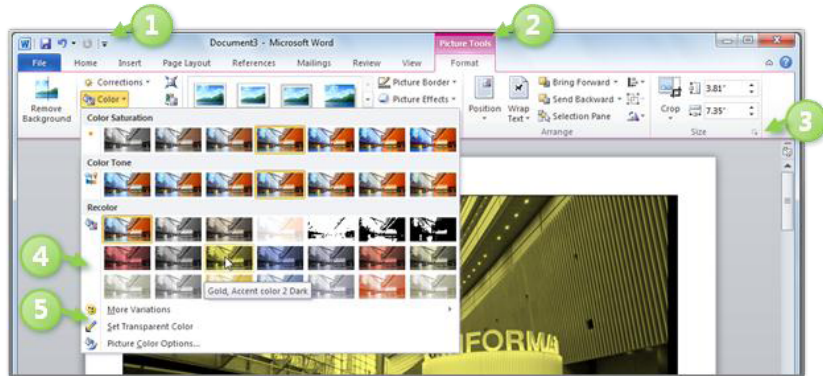 1
2
Document3 - Microsoft Word
Picture Tools
File Home Insert Page Layout References Mailings Review View Format
Corrections
Color
Remove
Background
Picture Border
Picture Effects
Position
Wrap
Text
Bring Forward
Send Backward
Selection Pane
Arrange
Crop
3.81"
7.35"
Size
3
Color Saturation
Color Tone
Recolor
4
Gold, Accent color 2 Dark
5
More Variations
Set Transparent Color
Picture Color Options...
UNIFORMA